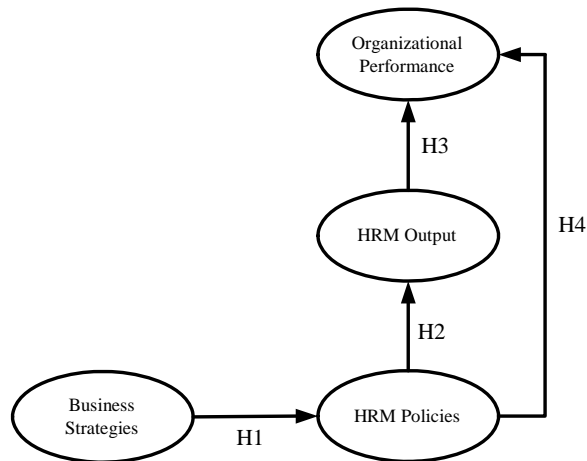 Organizational
Performance
H3
H4
HRM Output
H2
Business
Strategies
H1
HRM Policies